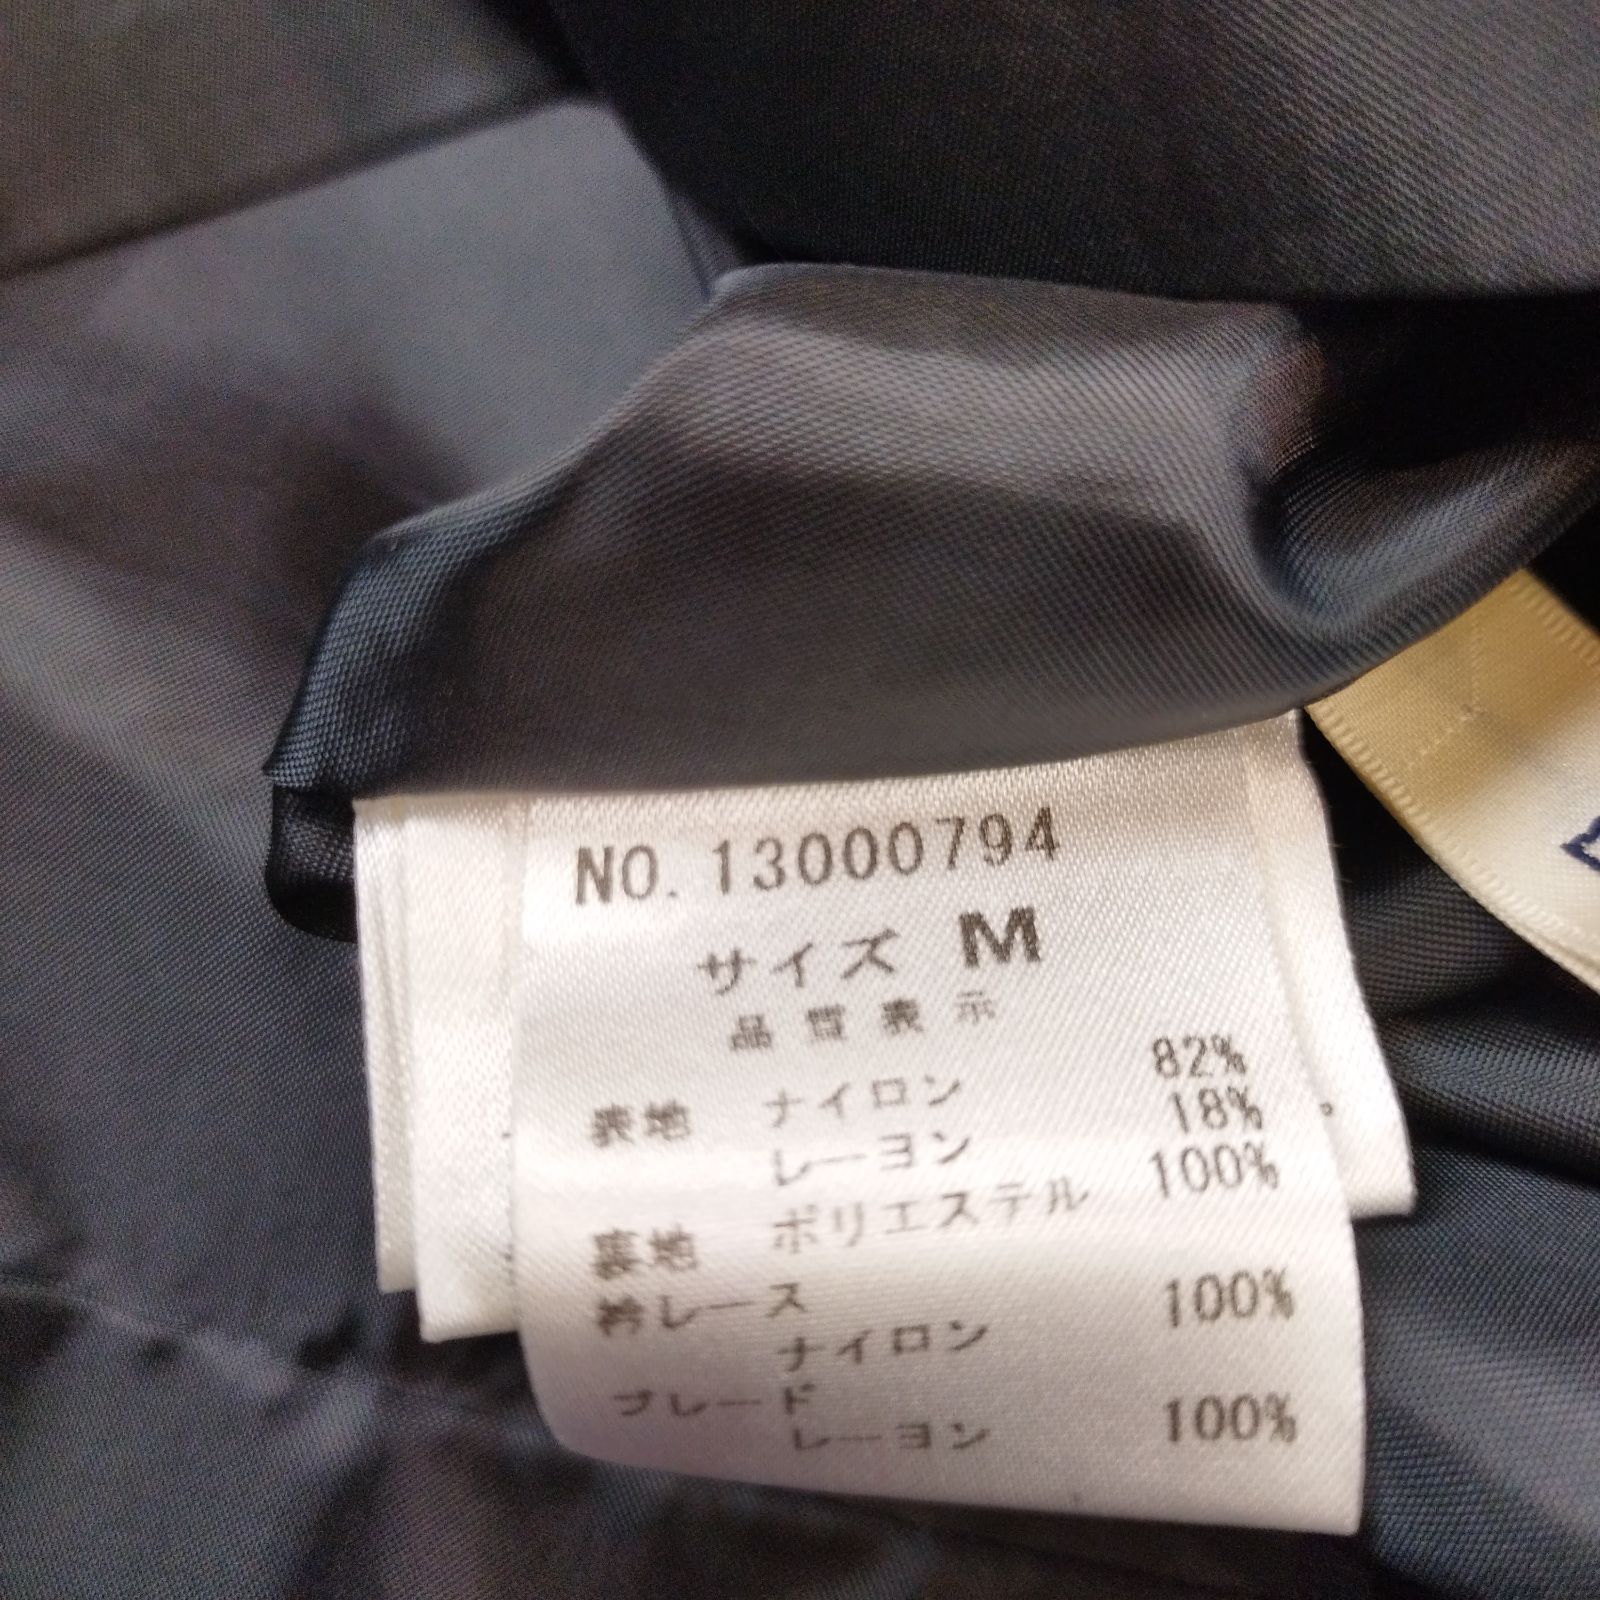 NO. 13000794
サイズ M
品質表示
表地 ナイロン 82%
レーヨン 18%
裏地 ポリエステル 100%
衿レース
ナイロン 100%
ブレード
レーヨン 100%